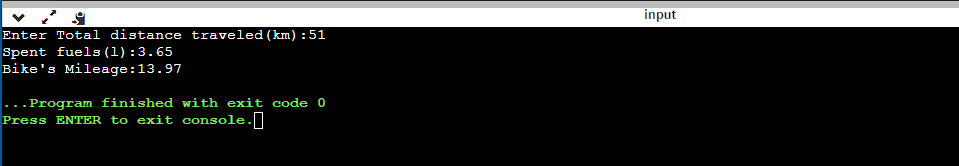 input
Enter Total distance traveled(km):51
Spent fuels(l):3.65
Bike's Mileage:13.97
...Program finished with exit code 0
Press ENTER to exit console.